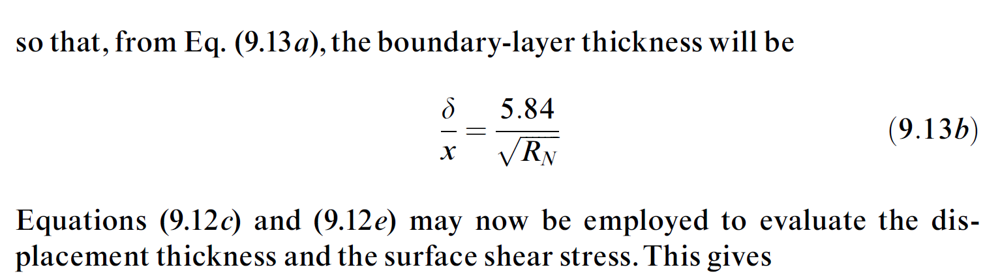 so that, from Eq. (9.13a), the boundary-layer thickness will be
δ/x = 5.84/√R_N (9.13b)
Equations (9.12c) and (9.12e) may now be employed to evaluate the dis-
placement thickness and the surface shear stress. This gives